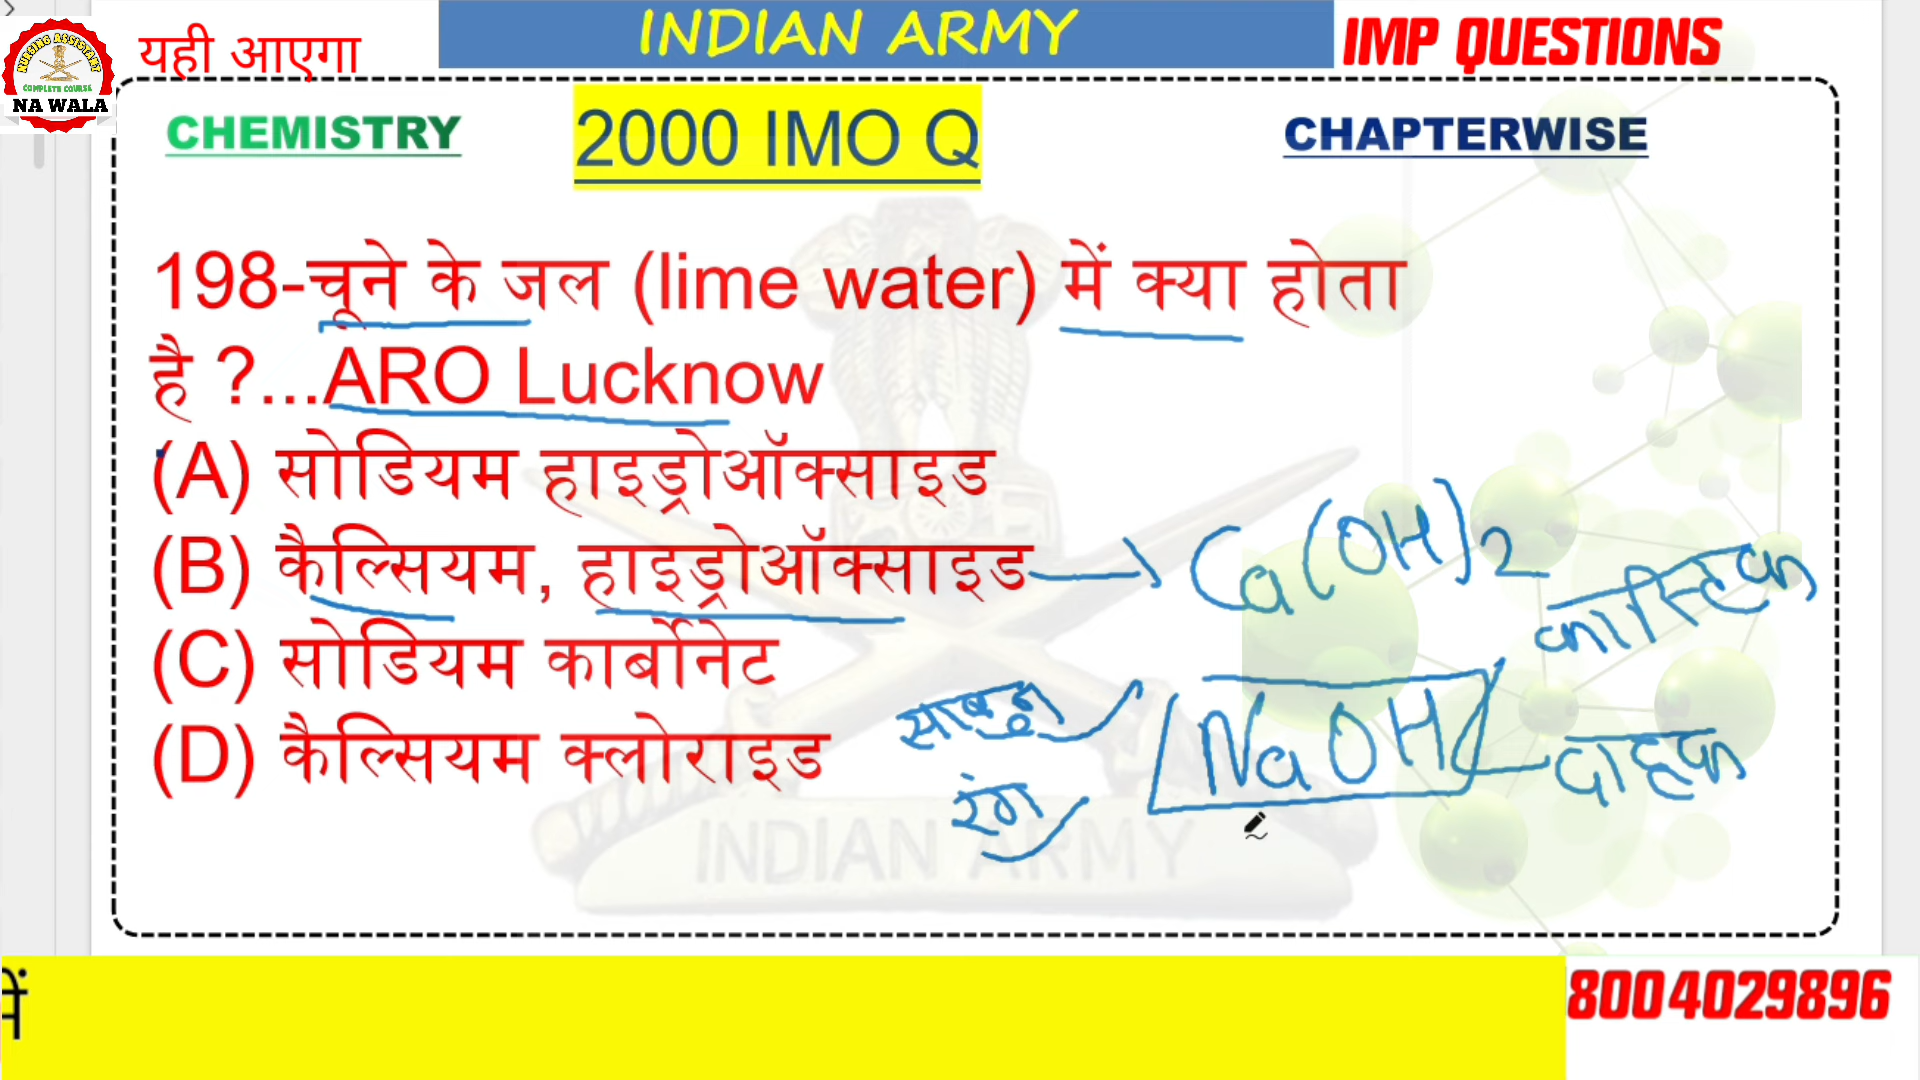 यही आएगा
INDIAN ARMY
IMP QUESTIONS
NURSING ASSISTANT
COMPLETE COURSE
NA WALA
CHEMISTRY
2000 IMO Q
CHAPTERWISE
198-चूने के जल (lime water) में क्या होता
है ?...ARO Lucknow
(A) सोडियम हाइड्रोऑक्साइड
(B) कैल्सियम, हाइड्रोऑक्साइड
Ca(OH)2
कास्टिक
(C) सोडियम कार्बोनेट
साबुन
NaOH
दाहक
(D) कैल्सियम क्लोराइड
रंग
INDIAN ARMY
में
8004029896